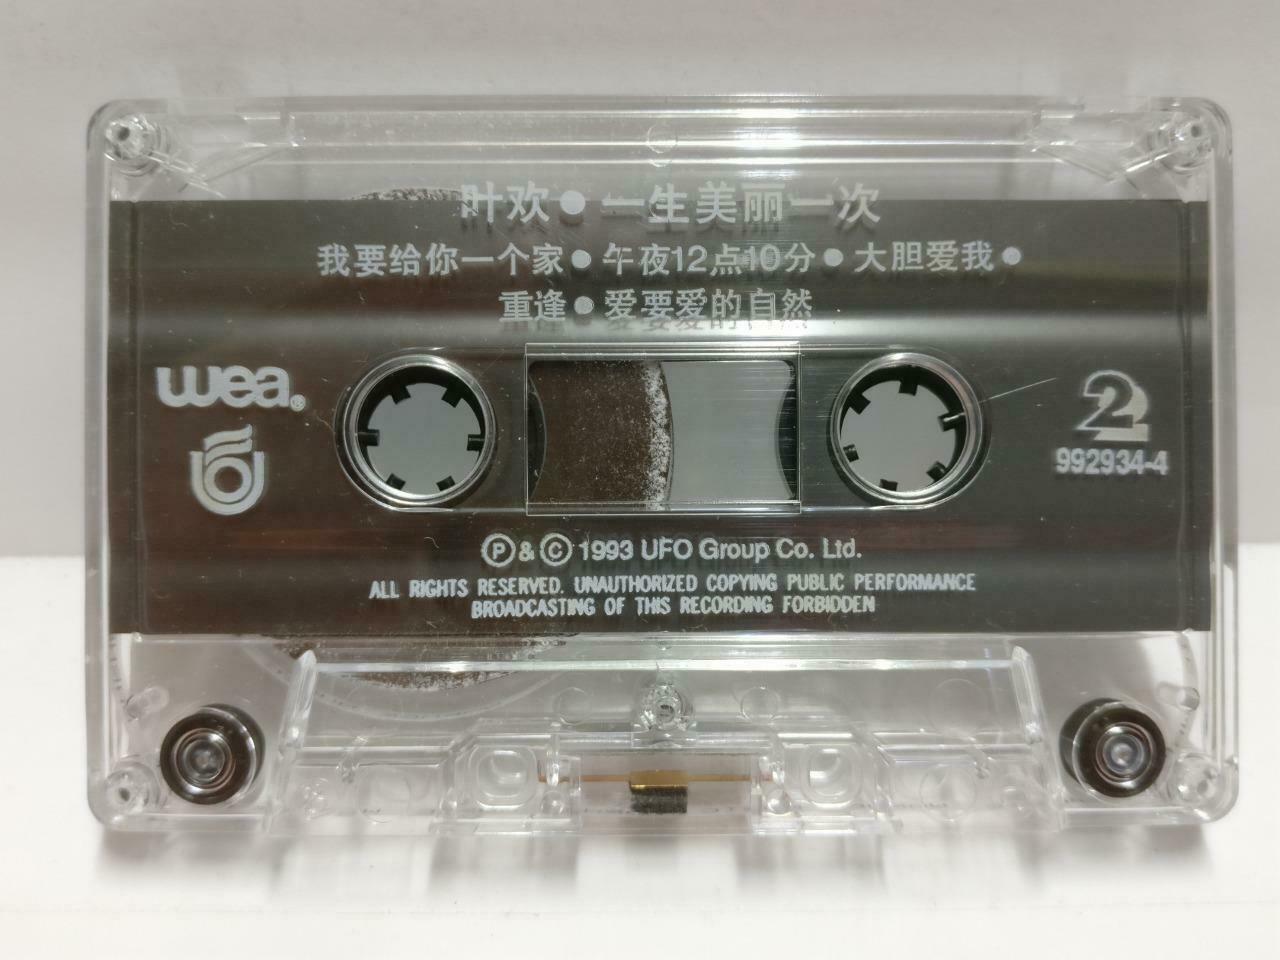 叶欢●一生美丽一次
我要给你一个家●午夜12点10分●大胆爱我●
重逢●爱要爱的自然
wea.®
2
992934-4
Ⓟ & © 1993 UFO Group Co. Ltd.
ALL RIGHTS RESERVED. UNAUTHORIZED COPYING PUBLIC PERFORMANCE
BROADCASTING OF THIS RECORDING FORBIDDEN